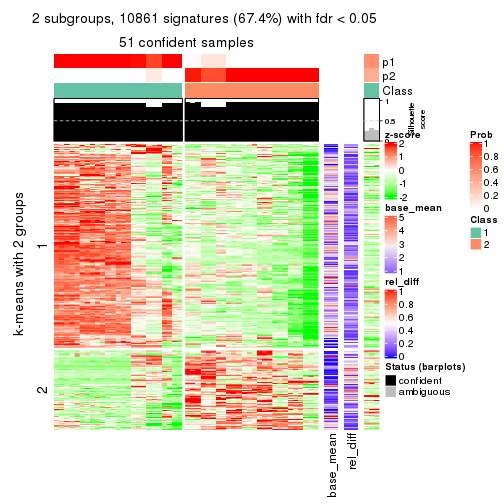 2 subgroups, 10861 signatures (67.4%) with fdr < 0.05
51 confident samples
p1
p2
Class
1
0.5
0
Silhouette
score
k-means with 2 groups
1
2
base_mean
rel_diff
z-score
2
1
0
-1
-2
base_mean
5
4
3
2
1
rel_diff
1
0.8
0.6
0.4
0.2
0
Status (barplots)
confident
ambiguous
Prob
1
0.8
0.6
0.4
0.2
0
Class
1
2